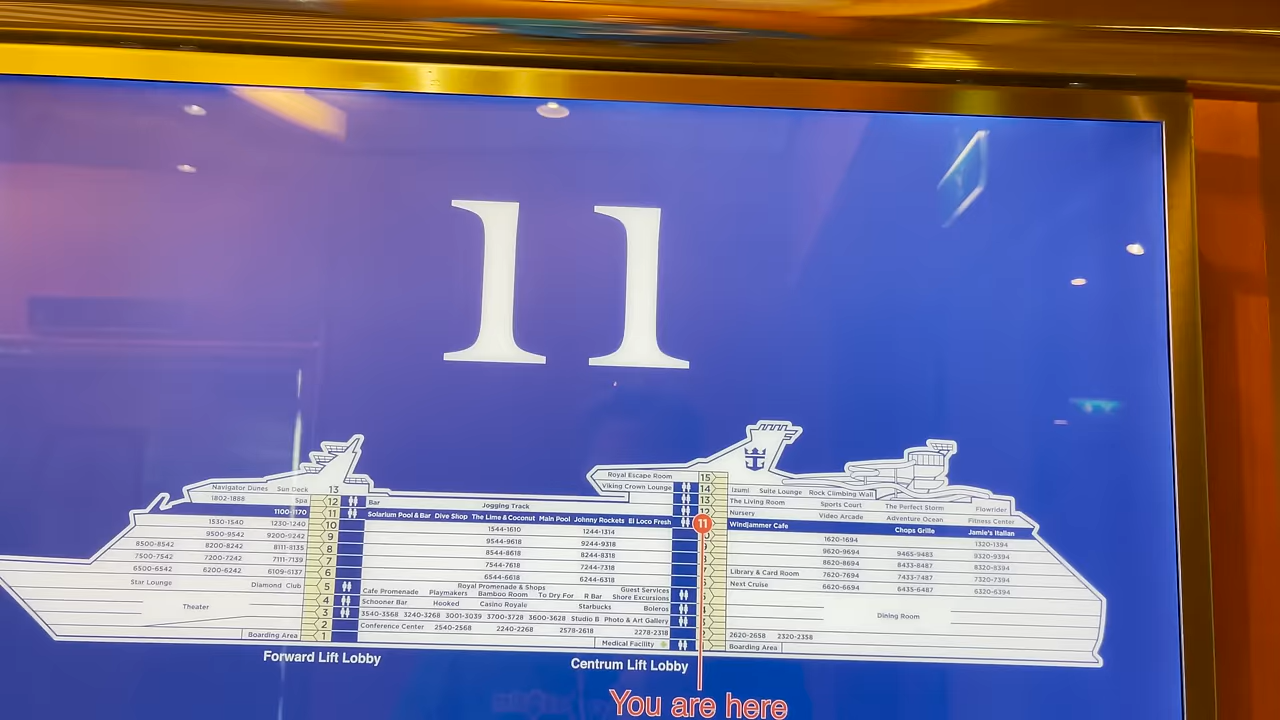 11
Royal Escape Room 15
Viking Crown Lounge 14 Izumi Suite Lounge Rock Climbing Wall
Navigator Dunes Sun Deck 13 13 The Living Room Sports Court The Perfect Storm Flowrider
1802-1888 Spa 12 Bar Jogging Track 12 Nursery Video Arcade Adventure Ocean Fitness Center
1100-1170 11 Solarium Pool & Bar Dive Shop The Lime & Coconut Main Pool Johnny Rockets El Loco Fresh 11 Windjammer Cafe Chops Grille Jamie's Italian
1530-1540 1230-1240 10 1544-1610 1244-1314 1620-1694 1320-1394
9500-9542 9200-9242 9 9544-9618 9244-9318 9620-9694 9465-9483 9320-9394
8500-8542 8200-8242 8111-8135 8 8544-8618 8244-8318 8620-8694 8433-8487 8320-8394
7500-7542 7200-7242 7111-7139 7 7544-7618 7244-7318 Library & Card Room 7620-7694 7433-7487 7320-7394
6500-6542 6200-6242 6109-6137 6 6544-6618 6244-6318 Next Cruise 6620-6694 6435-6487 6320-6394
Star Lounge Diamond Club 5 Royal Promenade & Shops Guest Services
Cafe Promenade Playmakers Bamboo Room To Dry For R Bar Shore Excursions
Theater 4 Schooner Bar Hooked Casino Royale Starbucks Boleros Dining Room
3 3540-3568 3240-3268 3001-3039 3700-3728 3600-3628 Studio B Photo & Art Gallery
2 Conference Center 2540-2568 2240-2268 2578-2618 2278-2318 2620-2658 2320-2358
Boarding Area 1 Medical Facility Boarding Area
Forward Lift Lobby Centrum Lift Lobby
You are here